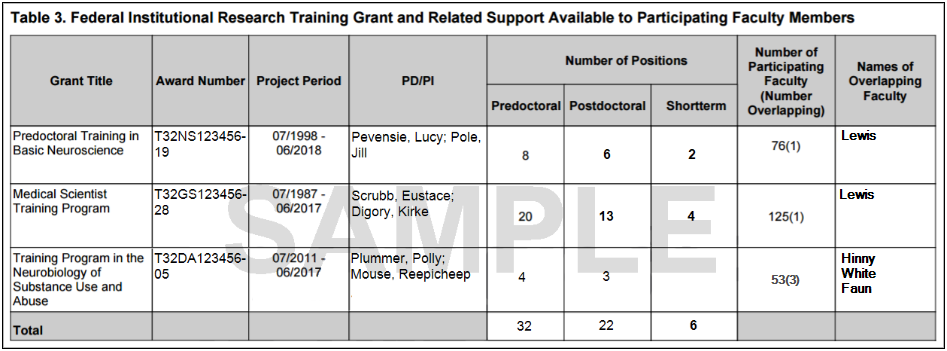 Table 3. Federal Institutional Research Training Grant and Related Support Available to Participating Faculty Members
Grant Title
Award Number
Project Period
PD/PI
Number of Positions
Predoctoral
Postdoctoral
Shortterm
Number of
Participating
Faculty
(Number
Overlapping)
Names of
Overlapping
Faculty
Predoctoral Training in
Basic Neuroscience
T32NS123456-
19
07/1998 -
06/2018
Pevensie, Lucy; Pole,
Jill
8
6
2
76(1)
Lewis
Medical Scientist
Training Program
T32GS123456-
28
07/1987 -
06/2017
Scrubb, Eustace;
Digory, Kirke
20
13
4
125(1)
Lewis
Training Program in the
Neurobiology of
Substance Use and
Abuse
T32DA123456-
05
07/2011 -
06/2017
Plummer, Polly;
Mouse, Reepicheep
4
3
53(3)
Hinny
White
Faun
Total
32
22
6
SAMPLE